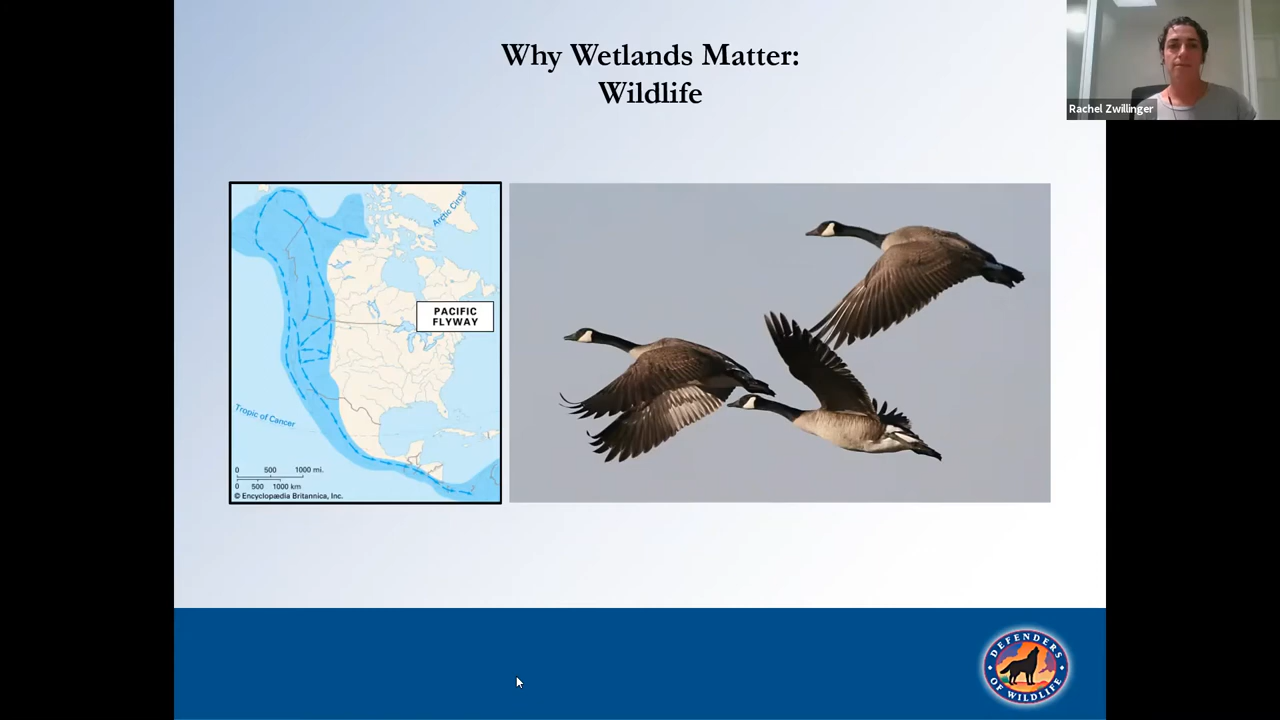 Why Wetlands Matter:
Wildlife
Rachel Zwillinger
Arctic Circle
PACIFIC
FLYWAY
Tropic of Cancer
0 500 1000 mi.
0 500 1000 km
© Encyclopædia Britannica, Inc.
DEFENDERS
OF WILDLIFE